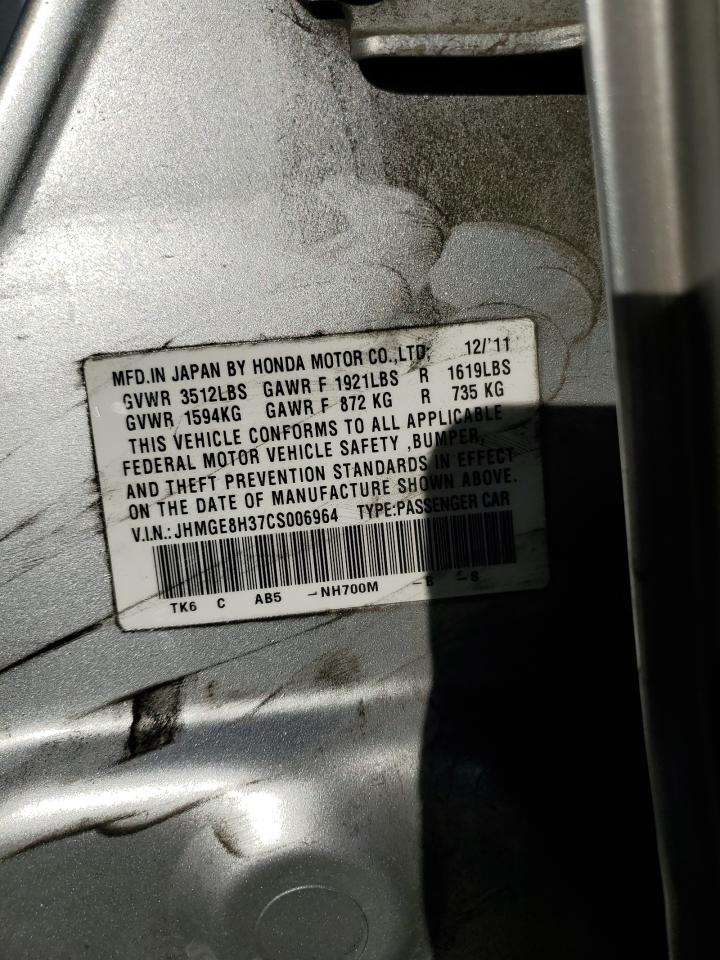 MFD.IN JAPAN BY HONDA MOTOR CO.,LTD, 12/'11
GVWR 3512LBS GAWR F 1921LBS R 1619LBS
GVWR 1594KG GAWR F 872 KG R 735 KG
THIS VEHICLE CONFORMS TO ALL APPLICABLE
FEDERAL MOTOR VEHICLE SAFETY ,BUMPER,
AND THEFT PREVENTION STANDARDS IN EFFECT
ON THE DATE OF MANUFACTURE SHOWN ABOVE.
V.I.N.: JHMGE8H37CS006964 TYPE:PASSENGER CAR
TK6 C AB5 -NH700M -B -S